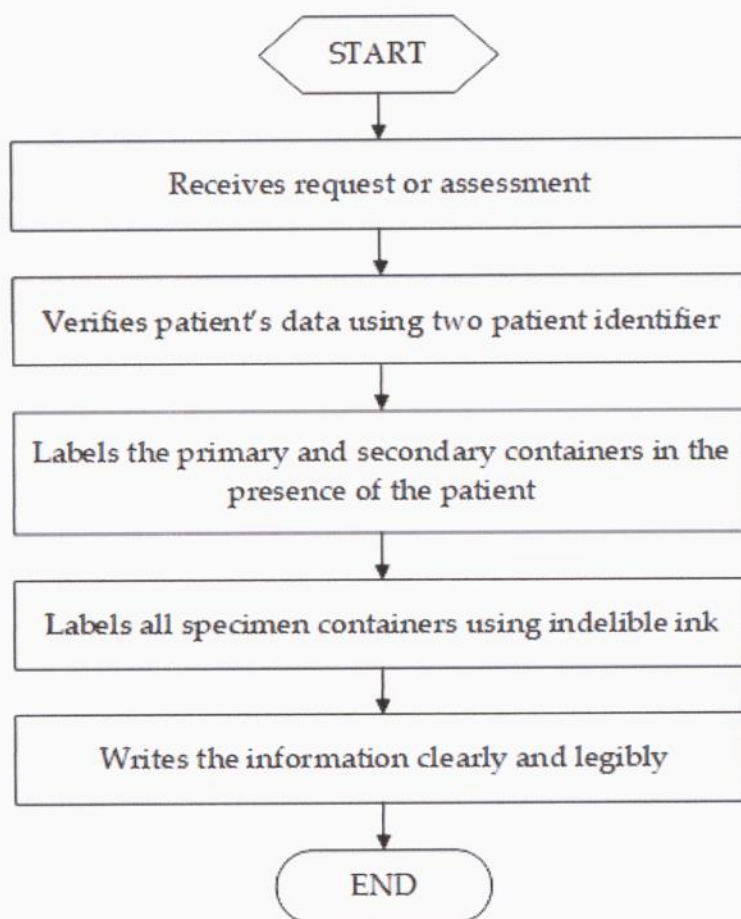 START
Receives request or assessment
Verifies patient's data using two patient identifier
Labels the primary and secondary containers in the
presence of the patient
Labels all specimen containers using indelible ink
Writes the information clearly and legibly
END